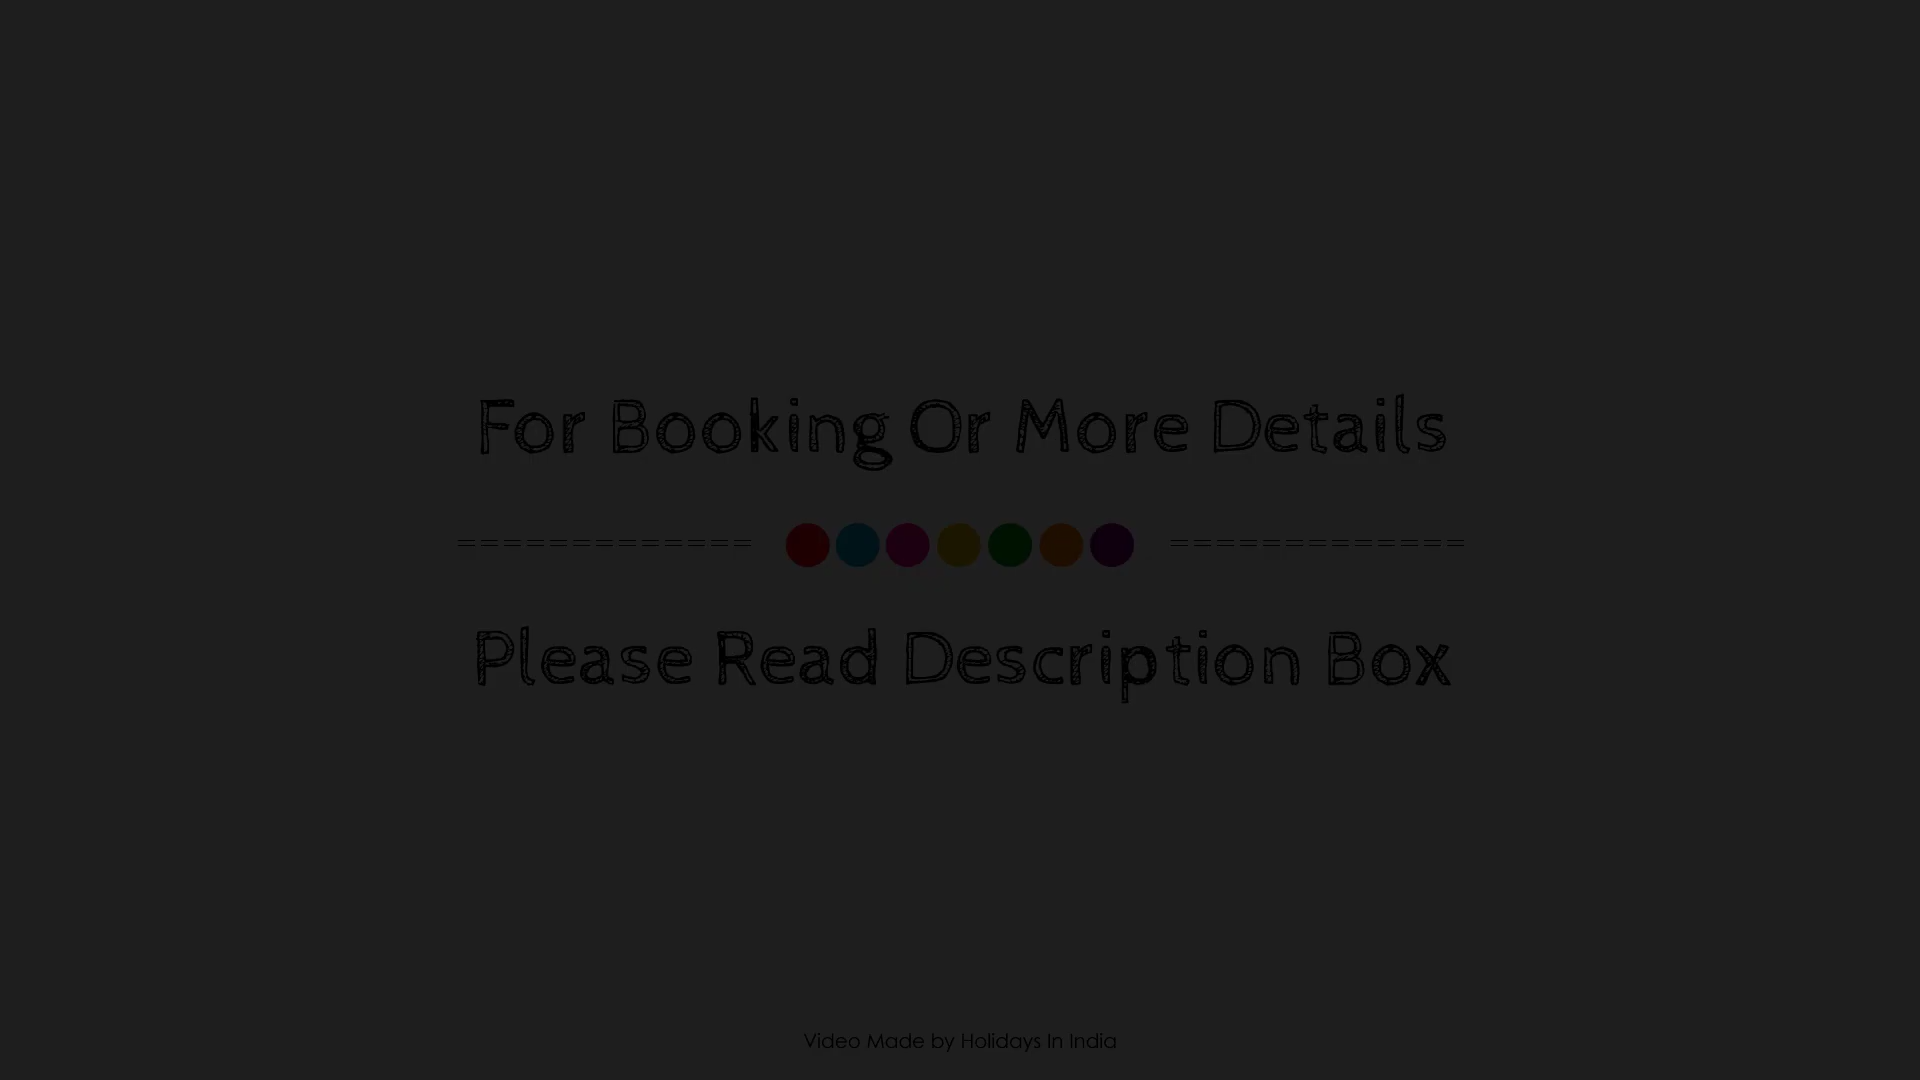 For Booking Or More Details
============= =============
Please Read Description Box
Video Made by Holidays In India